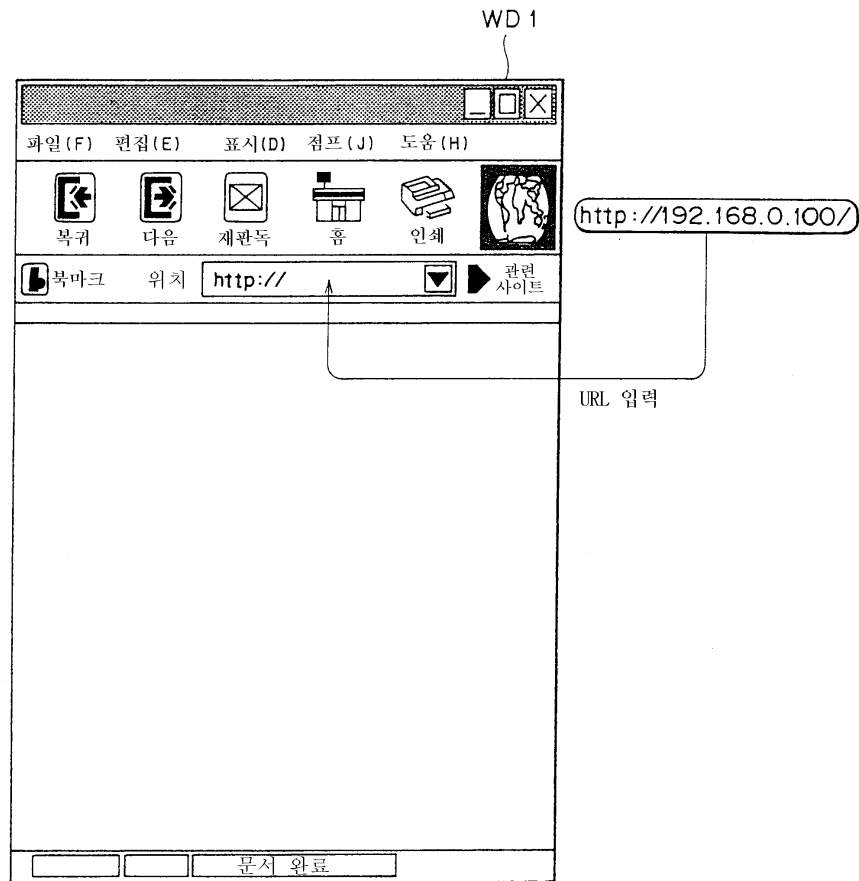 WD 1
파일(F) 편집(E) 표시(D) 점프(J) 도움(H)
복귀 다음 재판독 홈 인쇄
http://192.168.0.100/
북마크 위치 http:// 관련
사이트
URL 입력
문서 완료